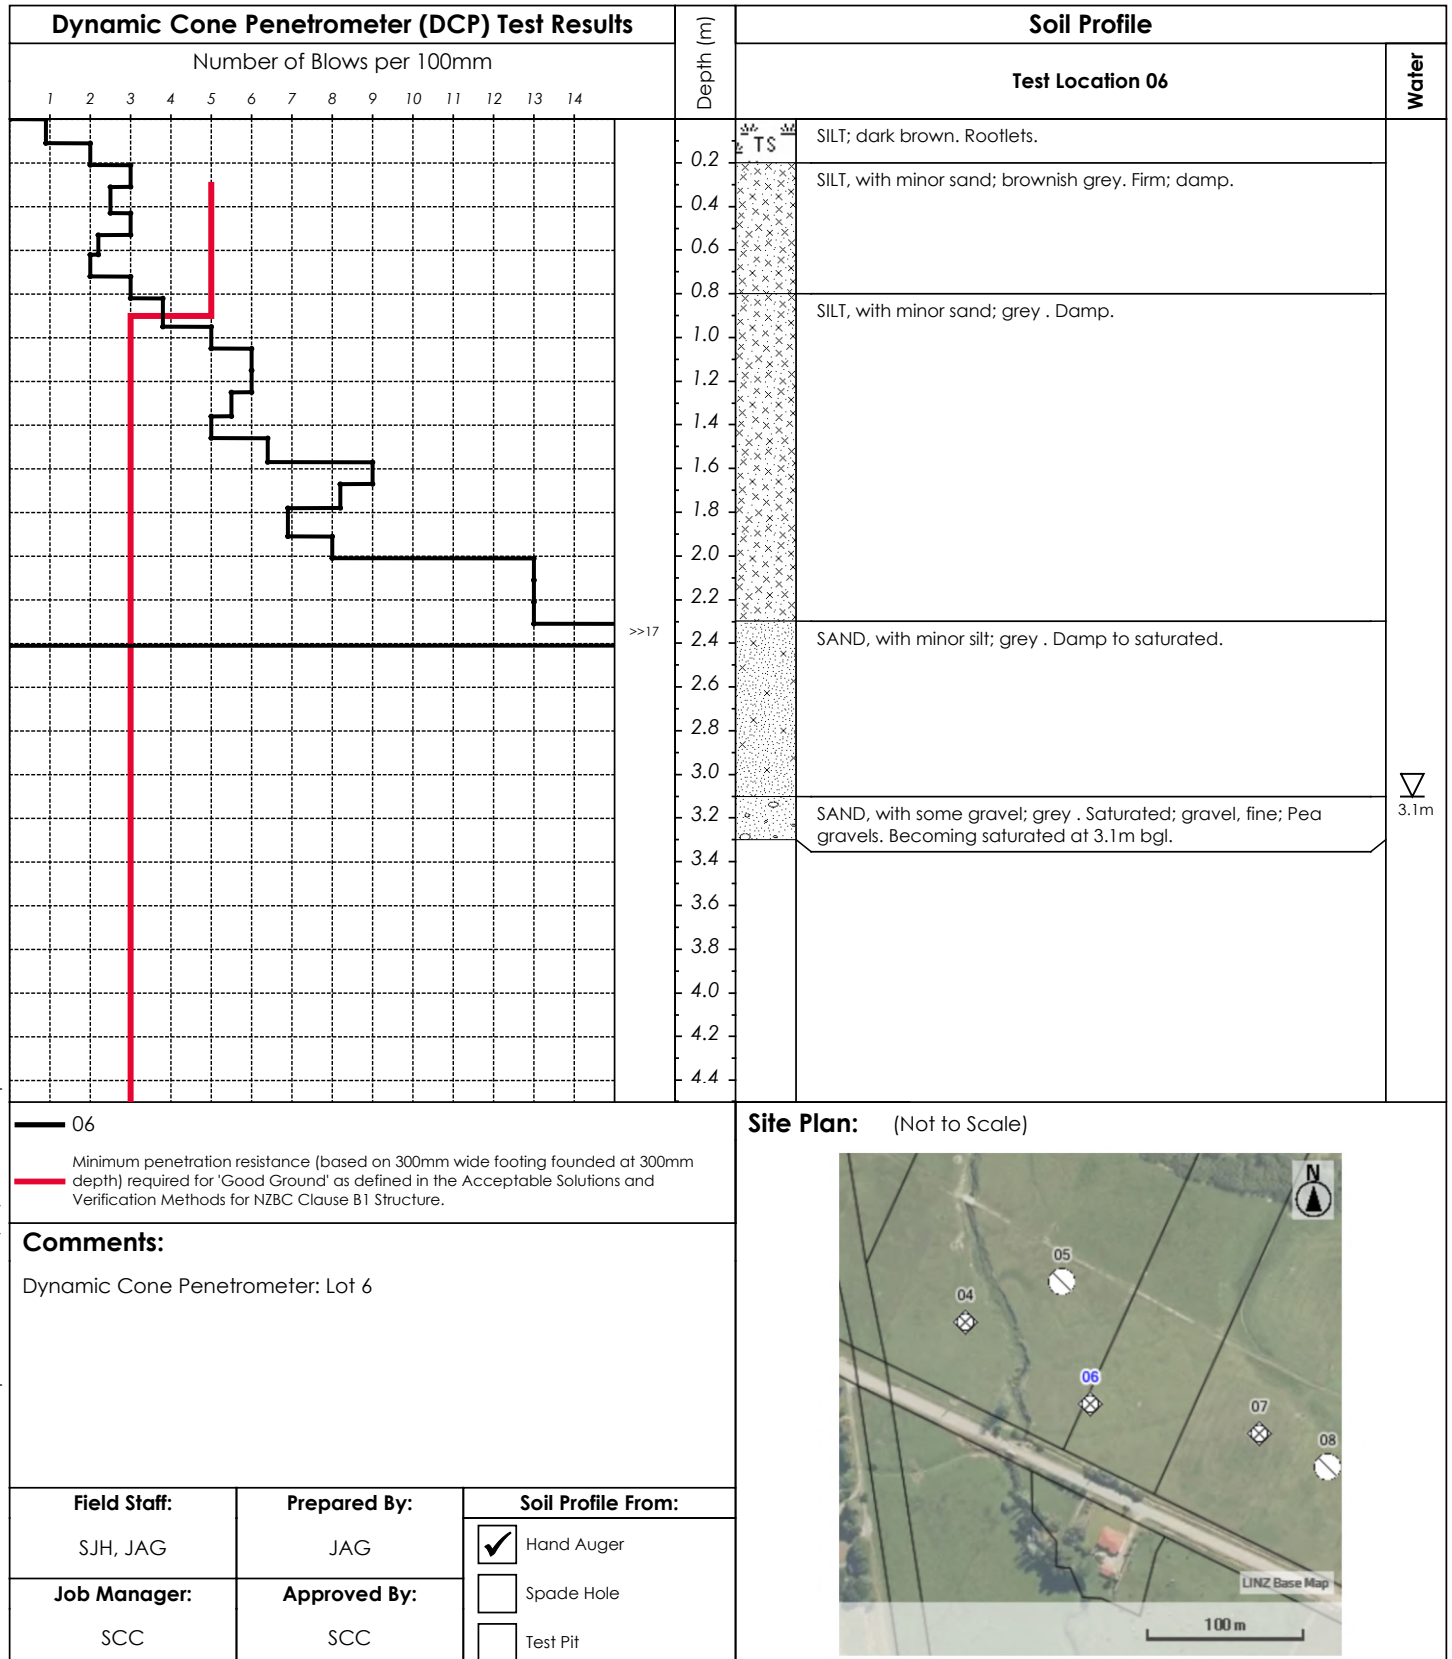 Dynamic Cone Penetrometer (DCP) Test Results
Number of Blows per 100mm
1 2 3 4 5 6 7 8 9 10 11 12 13 14
Depth (m)
Soil Profile
Test Location 06
Water
0.2
0.4
0.6
0.8
1.0
1.2
1.4
1.6
1.8
2.0
2.2
2.4
2.6
2.8
3.0
3.2
3.4
3.6
3.8
4.0
4.2
4.4
>>17
TS
SILT; dark brown. Rootlets.
SILT, with minor sand; brownish grey. Firm; damp.
SILT, with minor sand; grey . Damp.
SAND, with minor silt; grey . Damp to saturated.
SAND, with some gravel; grey . Saturated; gravel, fine; Pea
gravels. Becoming saturated at 3.1m bgl.
3.1m
06
Minimum penetration resistance (based on 300mm wide footing founded at 300mm
depth) required for 'Good Ground' as defined in the Acceptable Solutions and
Verification Methods for NZBC Clause B1 Structure.
Comments:
Dynamic Cone Penetrometer: Lot 6
Field Staff:
SJH, JAG
Prepared By:
JAG
Job Manager:
SCC
Approved By:
SCC
Soil Profile From:
Hand Auger
Spade Hole
Test Pit
Site Plan: (Not to Scale)
N
05
04
06
07
08
LINZ Base Map
100 m